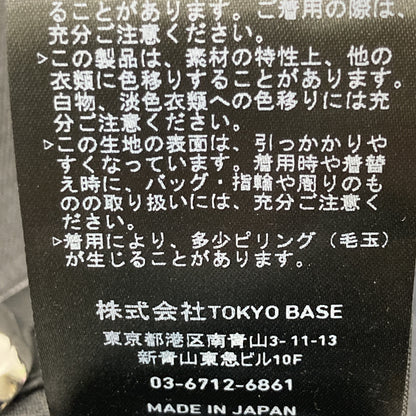 ることがあります。ご着用の際は、
充分ご注意ください。
▷この製品は、素材の特性上、他の
衣類に色移りすることがあります。
白物、淡色衣類への色移りには充
分ご注意ください。
▷この生地の表面は、引っかかりや
すくなっています。着用時や着替
え時に、バッグ・指輪や周りのも
のの取り扱いには、充分ご注意く
ださい。
▷着用により、多少ピリング（毛玉）
が生じることがあります。
株式会社TOKYO BASE
東京都港区南青山3-11-13
新青山東急ビル10F
03-6712-6861
MADE IN JAPAN